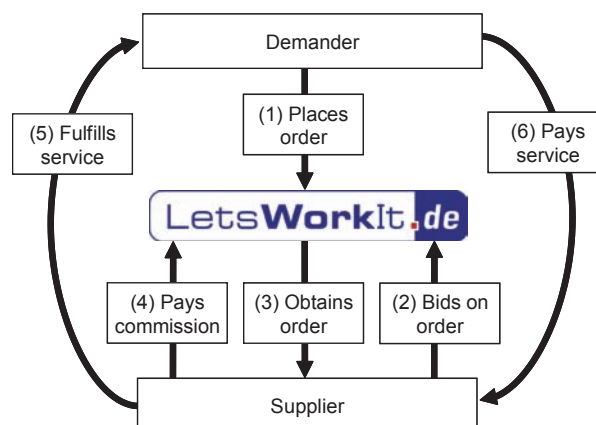 Demander
(1) Places
order
(5) Fulfills
service
(6) Pays
service
LetsWorkIt.de
(4) Pays
commission
(3) Obtains
order
(2) Bids on
order
Supplier